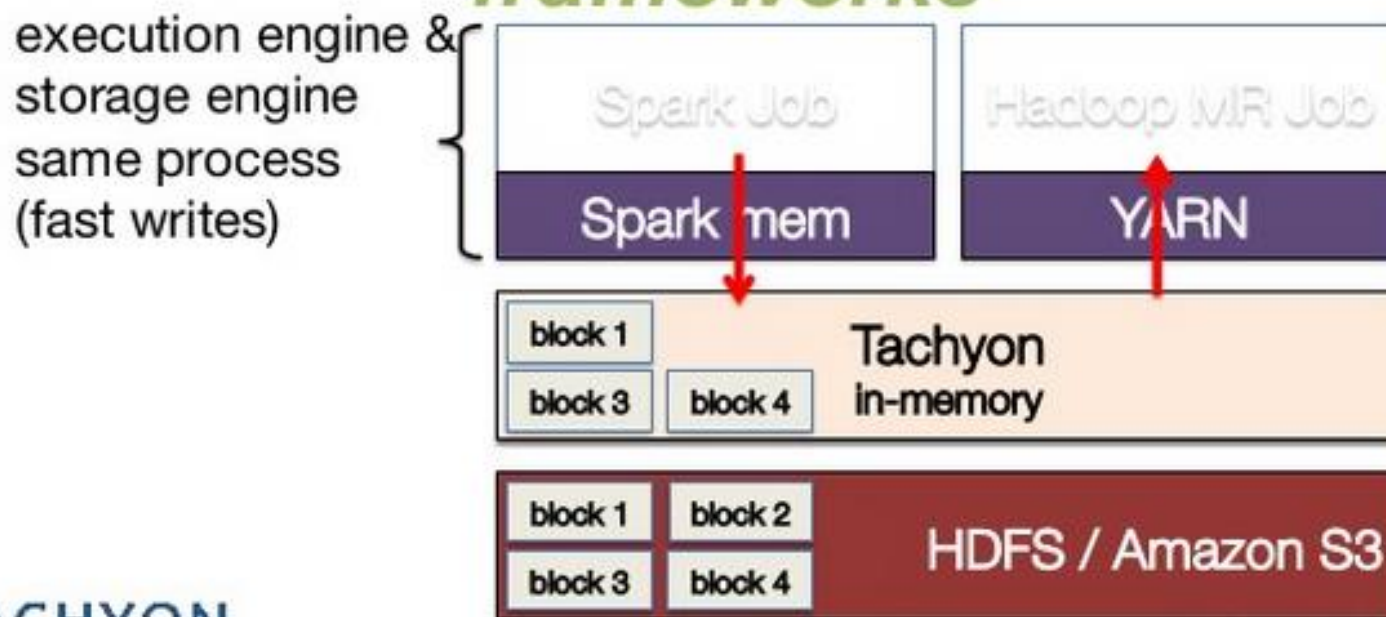 frameworks
execution engine &
storage engine
same process
(fast writes)
Spark Job
Hadoop MR Job
Spark mem
YARN
block 1
Tachyon
block 3
block 4
in-memory
block 1
block 2
HDFS / Amazon S3
block 3
block 4